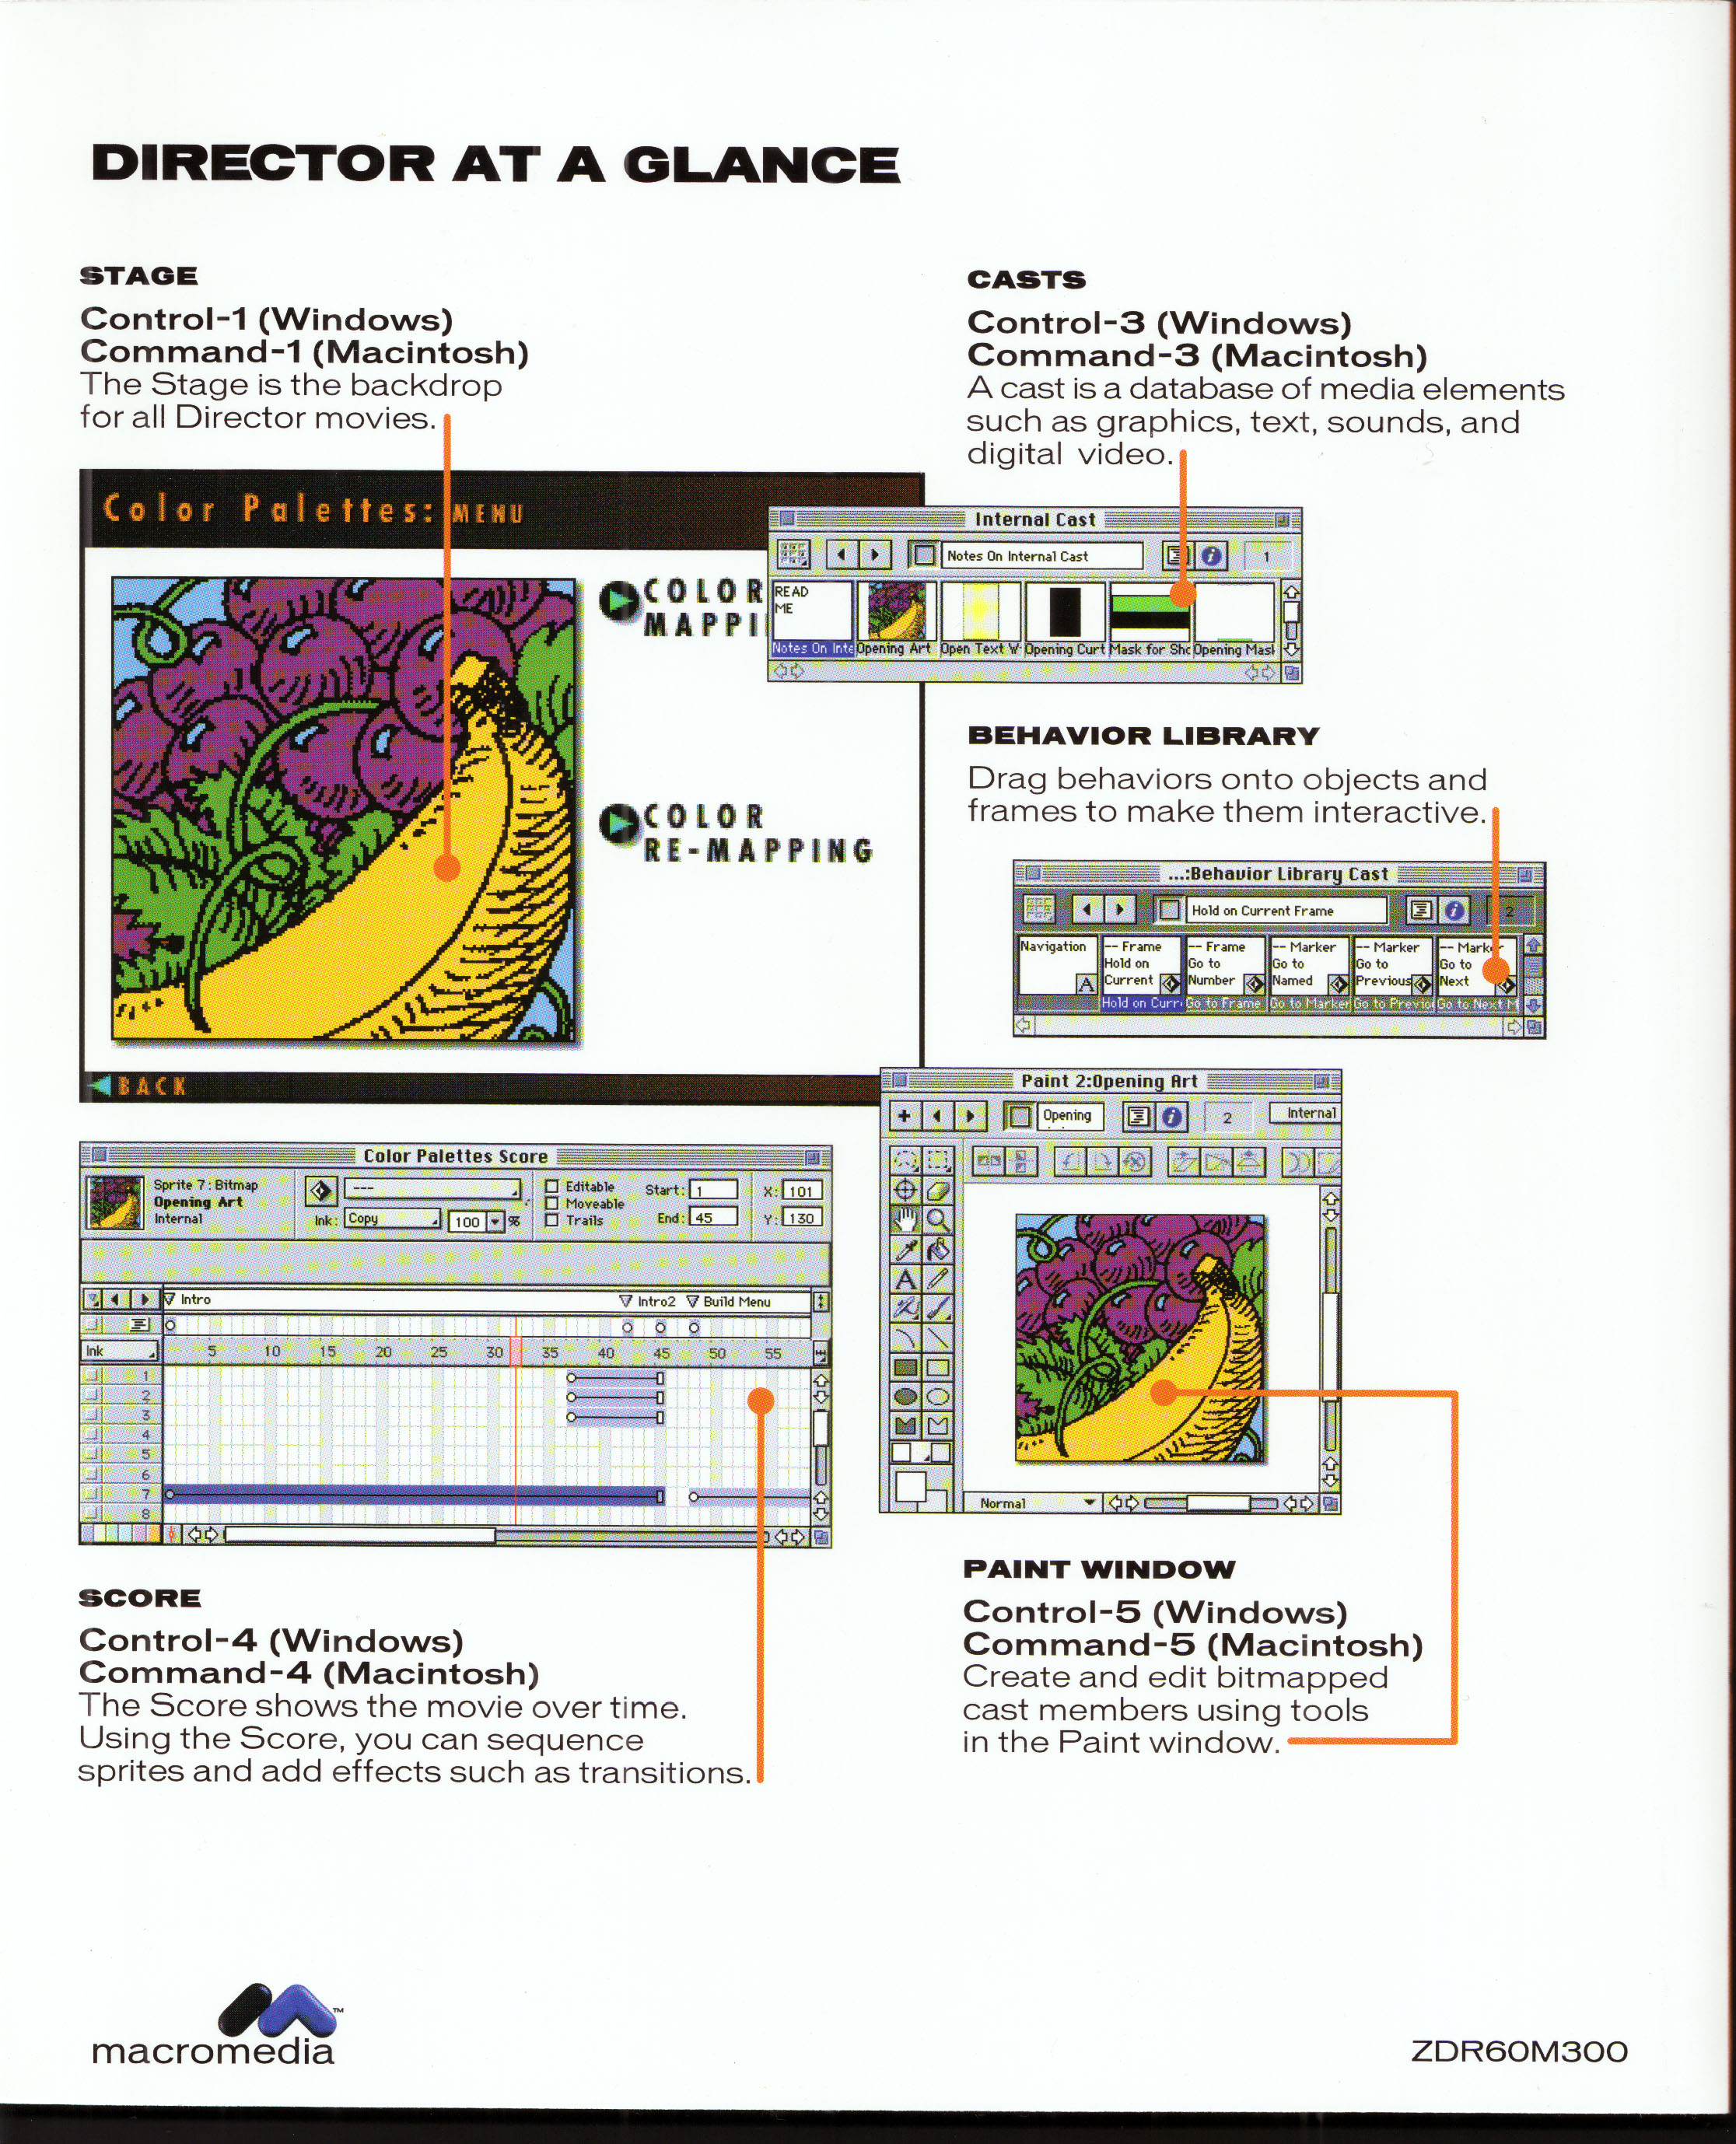 DIRECTOR AT A GLANCE
STAGE
Control-1 (Windows)
Command-1 (Macintosh)
The Stage is the backdrop
for all Director movies.
CASTS
Control-3 (Windows)
Command-3 (Macintosh)
A cast is a database of media elements
such as graphics, text, sounds, and
digital video.
Color Palettes: MENU
COLOR
MAPPI
COLOR
RE-MAPPING
BACK
Internal Cast
Notes On Internal Cast
1
READ
ME
Notes On Inte
Opening Art
Open Text W
Opening Curt
Mask for Shc
Opening Mask
BEHAVIOR LIBRARY
Drag behaviors onto objects and
frames to make them interactive.
...:Behavior Library Cast
Hold on Current Frame
2
Navigation
A
-- Frame
Hold on
Current
-- Frame
Go to
Number
-- Marker
Go to
Named
-- Marker
Go to
Previous
-- Marker
Go to
Next
Hold on Curr
Go to Frame
Go to Marker
Go to Previo
Go to Next M
Paint 2:Opening Art
Opening
2
Internal
A
Normal
Color Palettes Score
Sprite 7: Bitmap
Opening Art
Internal
---
Ink: Copy
100 %
Editable
Moveable
Trails
Start: 1
End: 45
X: 101
Y: 130
Intro
Intro2
Build Menu
Ink
5 10 15 20 25 30 35 40 45 50 55
1
2
3
4
5
6
7
8
SCORE
Control-4 (Windows)
Command-4 (Macintosh)
The Score shows the movie over time.
Using the Score, you can sequence
sprites and add effects such as transitions.
PAINT WINDOW
Control-5 (Windows)
Command-5 (Macintosh)
Create and edit bitmapped
cast members using tools
in the Paint window.
macromedia
™
ZDR60M300